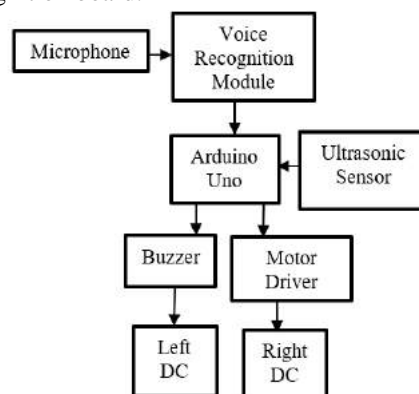 Microphone
Voice
Recognition
Module
Arduino
Uno
Ultrasonic
Sensor
Buzzer
Motor
Driver
Left
DC
Right
DC